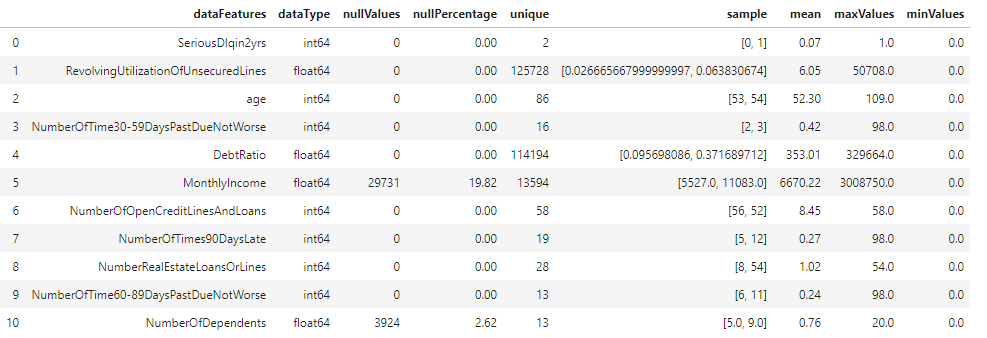 dataFeatures dataType nullValues nullPercentage unique sample mean maxValues minValues
0 SeriousDlqin2yrs int64 0 0.00 2 [0, 1] 0.07 1.0 0.0
1 RevolvingUtilizationOfUnsecuredLines float64 0 0.00 125728 [0.026665667999999997, 0.063830674] 6.05 50708.0 0.0
2 age int64 0 0.00 86 [53, 54] 52.30 109.0 0.0
3 NumberOfTime30-59DaysPastDueNotWorse int64 0 0.00 16 [2, 3] 0.42 98.0 0.0
4 DebtRatio float64 0 0.00 114194 [0.095698086, 0.371689712] 353.01 329664.0 0.0
5 MonthlyIncome float64 29731 19.82 13594 [5527.0, 11083.0] 6670.22 3008750.0 0.0
6 NumberOfOpenCreditLinesAndLoans int64 0 0.00 58 [56, 52] 8.45 58.0 0.0
7 NumberOfTimes90DaysLate int64 0 0.00 19 [5, 12] 0.27 98.0 0.0
8 NumberRealEstateLoansOrLines int64 0 0.00 28 [8, 54] 1.02 54.0 0.0
9 NumberOfTime60-89DaysPastDueNotWorse int64 0 0.00 13 [6, 11] 0.24 98.0 0.0
10 NumberOfDependents float64 3924 2.62 13 [5.0, 9.0] 0.76 20.0 0.0